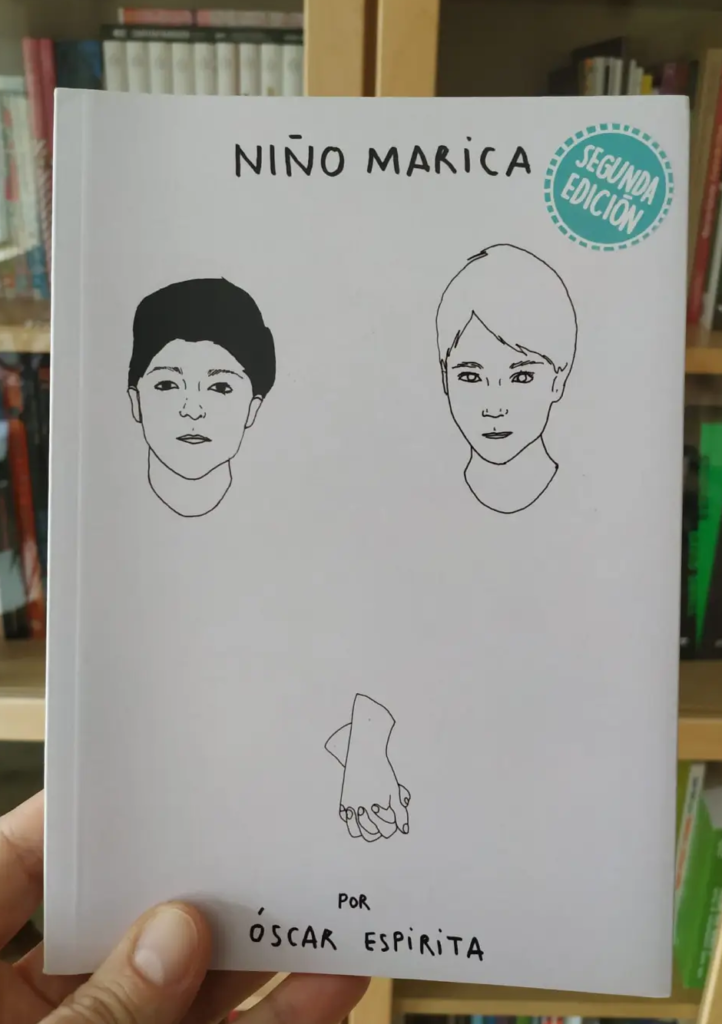 NIÑO MARICA
SEGUNDA
EDICIÓN
POR
ÓSCAR ESPIRITA